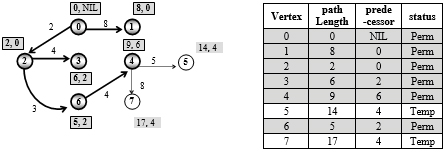 0, NIL
8, 0
2
0
8
1
2, 0
9, 6
14, 4
2
4
3
4
5
5
6, 2
8
3
6
4
7
5, 2
17, 4
Vertex path Length prede -cessor status
0 0 NIL Perm
1 8 0 Perm
2 2 0 Perm
3 6 2 Perm
4 9 6 Perm
5 14 4 Temp
6 5 2 Perm
7 17 4 Temp